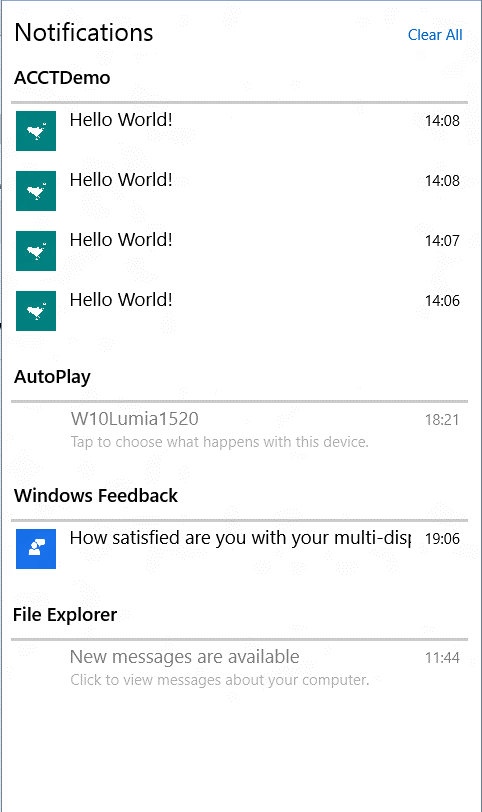 Notifications
Clear All
ACCTDemo
Hello World!
14:08
Hello World!
14:08
Hello World!
14:07
Hello World!
14:06
AutoPlay
W10Lumia1520
18:21
Tap to choose what happens with this device.
Windows Feedback
How satisfied are you with your multi-disp
19:06
File Explorer
New messages are available
11:44
Click to view messages about your computer.